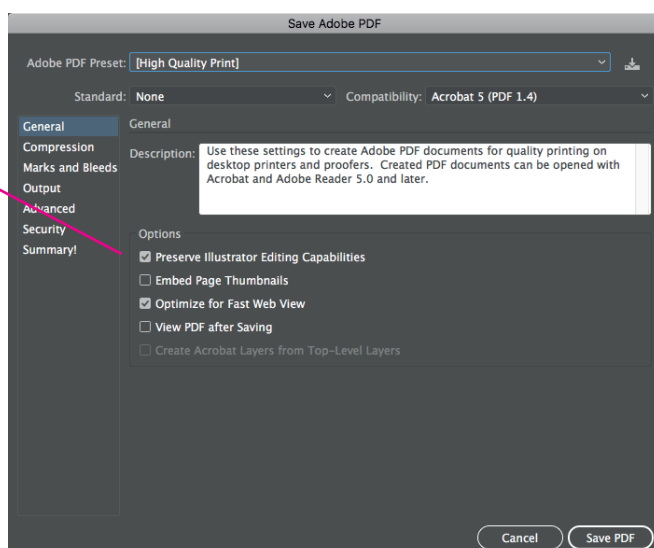 Save Adobe PDF
Adobe PDF Preset: [High Quality Print]
Standard: None Compatibility: Acrobat 5 (PDF 1.4)
General
Compression
Marks and Bleeds
Output
Advanced
Security
Summary!
General
Description: Use these settings to create Adobe PDF documents for quality printing on
desktop printers and proofers. Created PDF documents can be opened with
Acrobat and Adobe Reader 5.0 and later.
Options
Preserve Illustrator Editing Capabilities
Embed Page Thumbnails
Optimize for Fast Web View
View PDF after Saving
Create Acrobat Layers from Top-Level Layers
Cancel Save PDF